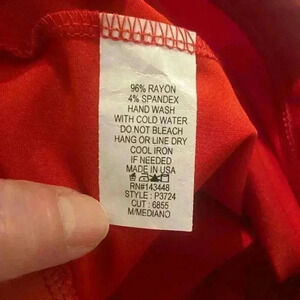 96% RAYON
4% SPANDEX
HAND WASH
WITH COLD WATER
DO NOT BLEACH
HANG OR LINE DRY
COOL IRON
IF NEEDED
MADE IN USA
RN#143448
STYLE : P3724
CUT : 6855
M/MEDIANO